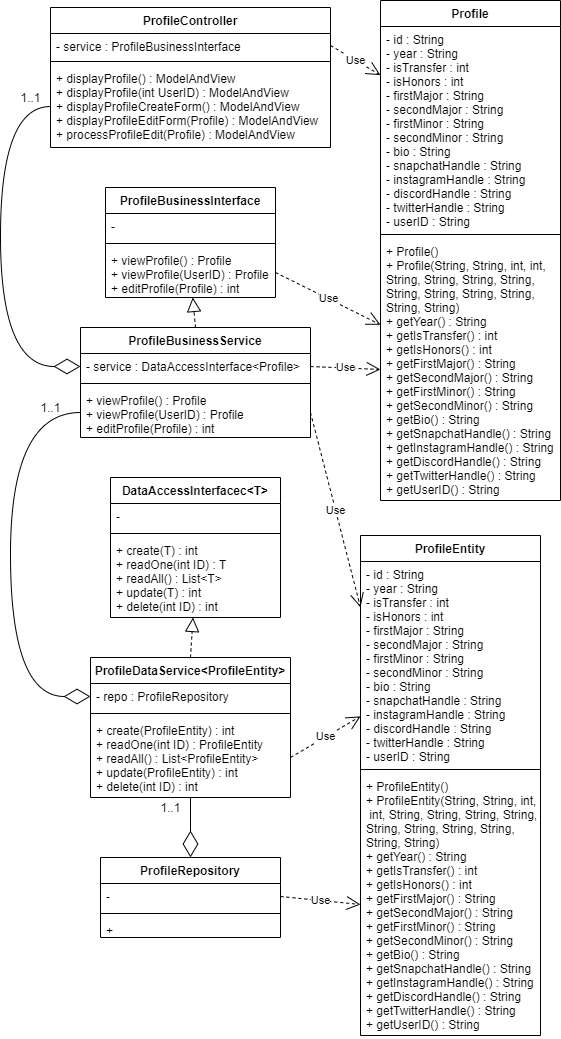 ProfileController
- service : ProfileBusinessInterface
+ displayProfile() : ModelAndView
+ displayProfile(int UserID) : ModelAndView
+ displayProfileCreateForm() : ModelAndView
+ displayProfileEditForm(Profile) : ModelAndView
+ processProfileEdit(Profile) : ModelAndView
Use
1..1
Profile
- id : String
- year : String
- isTransfer : int
- isHonors : int
- firstMajor : String
- secondMajor : String
- firstMinor : String
- secondMinor : String
- bio : String
- snapchatHandle : String
- instagramHandle : String
- discordHandle : String
- twitterHandle : String
- userID : String
+ Profile()
+ Profile(String, String, int, int,
String, String, String, String,
String, String, String, String,
String, String)
+ getYear() : String
+ getIsTransfer() : int
+ getIsHonors() : int
+ getFirstMajor() : String
+ getSecondMajor() : String
+ getFirstMinor() : String
+ getSecondMinor() : String
+ getBio() : String
+ getSnapchatHandle() : String
+ getInstagramHandle() : String
+ getDiscordHandle() : String
+ getTwitterHandle() : String
+ getUserID() : String
ProfileBusinessInterface
-
+ viewProfile() : Profile
+ viewProfile(UserID) : Profile
+ editProfile(Profile) : int
Use
ProfileBusinessService
- service : DataAccessInterface<Profile>
+ viewProfile() : Profile
+ viewProfile(UserID) : Profile
+ editProfile(Profile) : int
Use
1..1
Use
DataAccessInterfacec<T>
-
+ create(T) : int
+ readOne(int ID) : T
+ readAll() : List<T>
+ update(T) : int
+ delete(int ID) : int
ProfileDataService<ProfileEntity>
- repo : ProfileRepository
+ create(ProfileEntity) : int
+ readOne(int ID) : ProfileEntity
+ readAll() : List<ProfileEntity>
+ update(ProfileEntity) : int
+ delete(int ID) : int
Use
1..1
ProfileRepository
-
+
Use
ProfileEntity
- id : String
- year : String
- isTransfer : int
- isHonors : int
- firstMajor : String
- secondMajor : String
- firstMinor : String
- secondMinor : String
- bio : String
- snapchatHandle : String
- instagramHandle : String
- discordHandle : String
- twitterHandle : String
- userID : String
+ ProfileEntity()
+ ProfileEntity(String, String, int,
int, String, String, String, String,
String, String, String, String,
String, String)
+ getYear() : String
+ getIsTransfer() : int
+ getIsHonors() : int
+ getFirstMajor() : String
+ getSecondMajor() : String
+ getFirstMinor() : String
+ getSecondMinor() : String
+ getBio() : String
+ getSnapchatHandle() : String
+ getInstagramHandle() : String
+ getDiscordHandle() : String
+ getTwitterHandle() : String
+ getUserID() : String